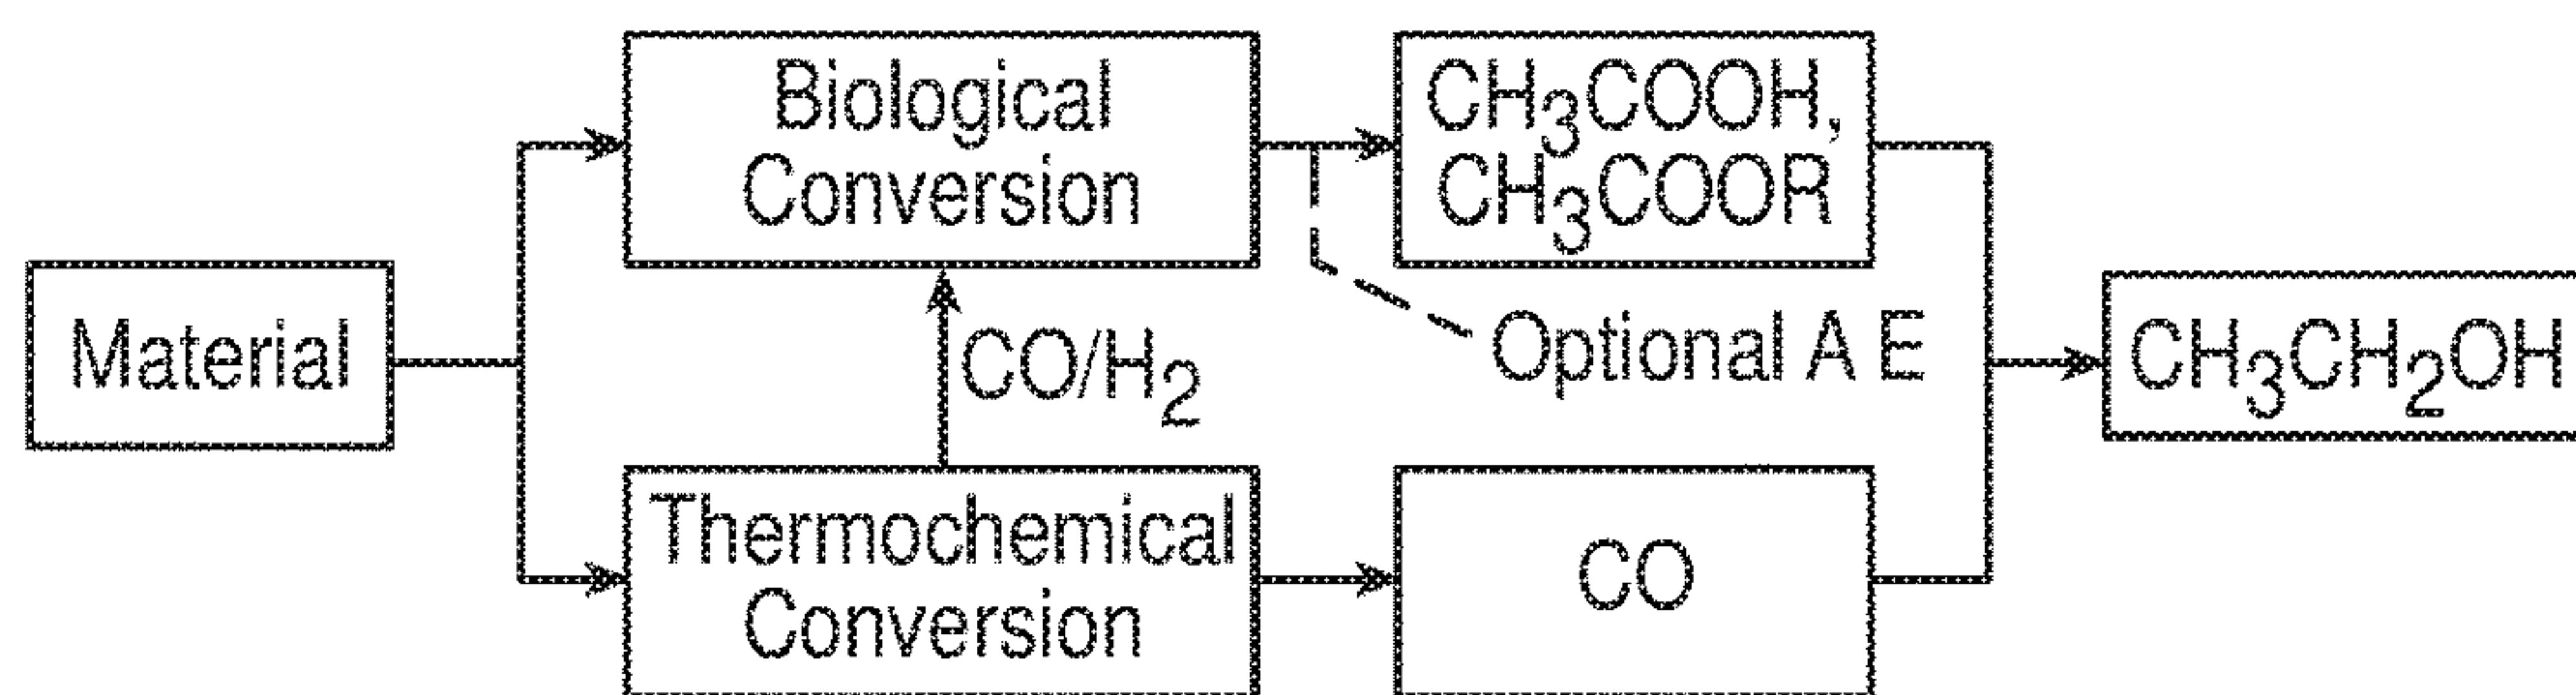 Biological
Conversion
CH3COOH,
CH3COOR
Material
CO/H2
Optional A E
CH3CH2OH
Thermochemical
Conversion
CO